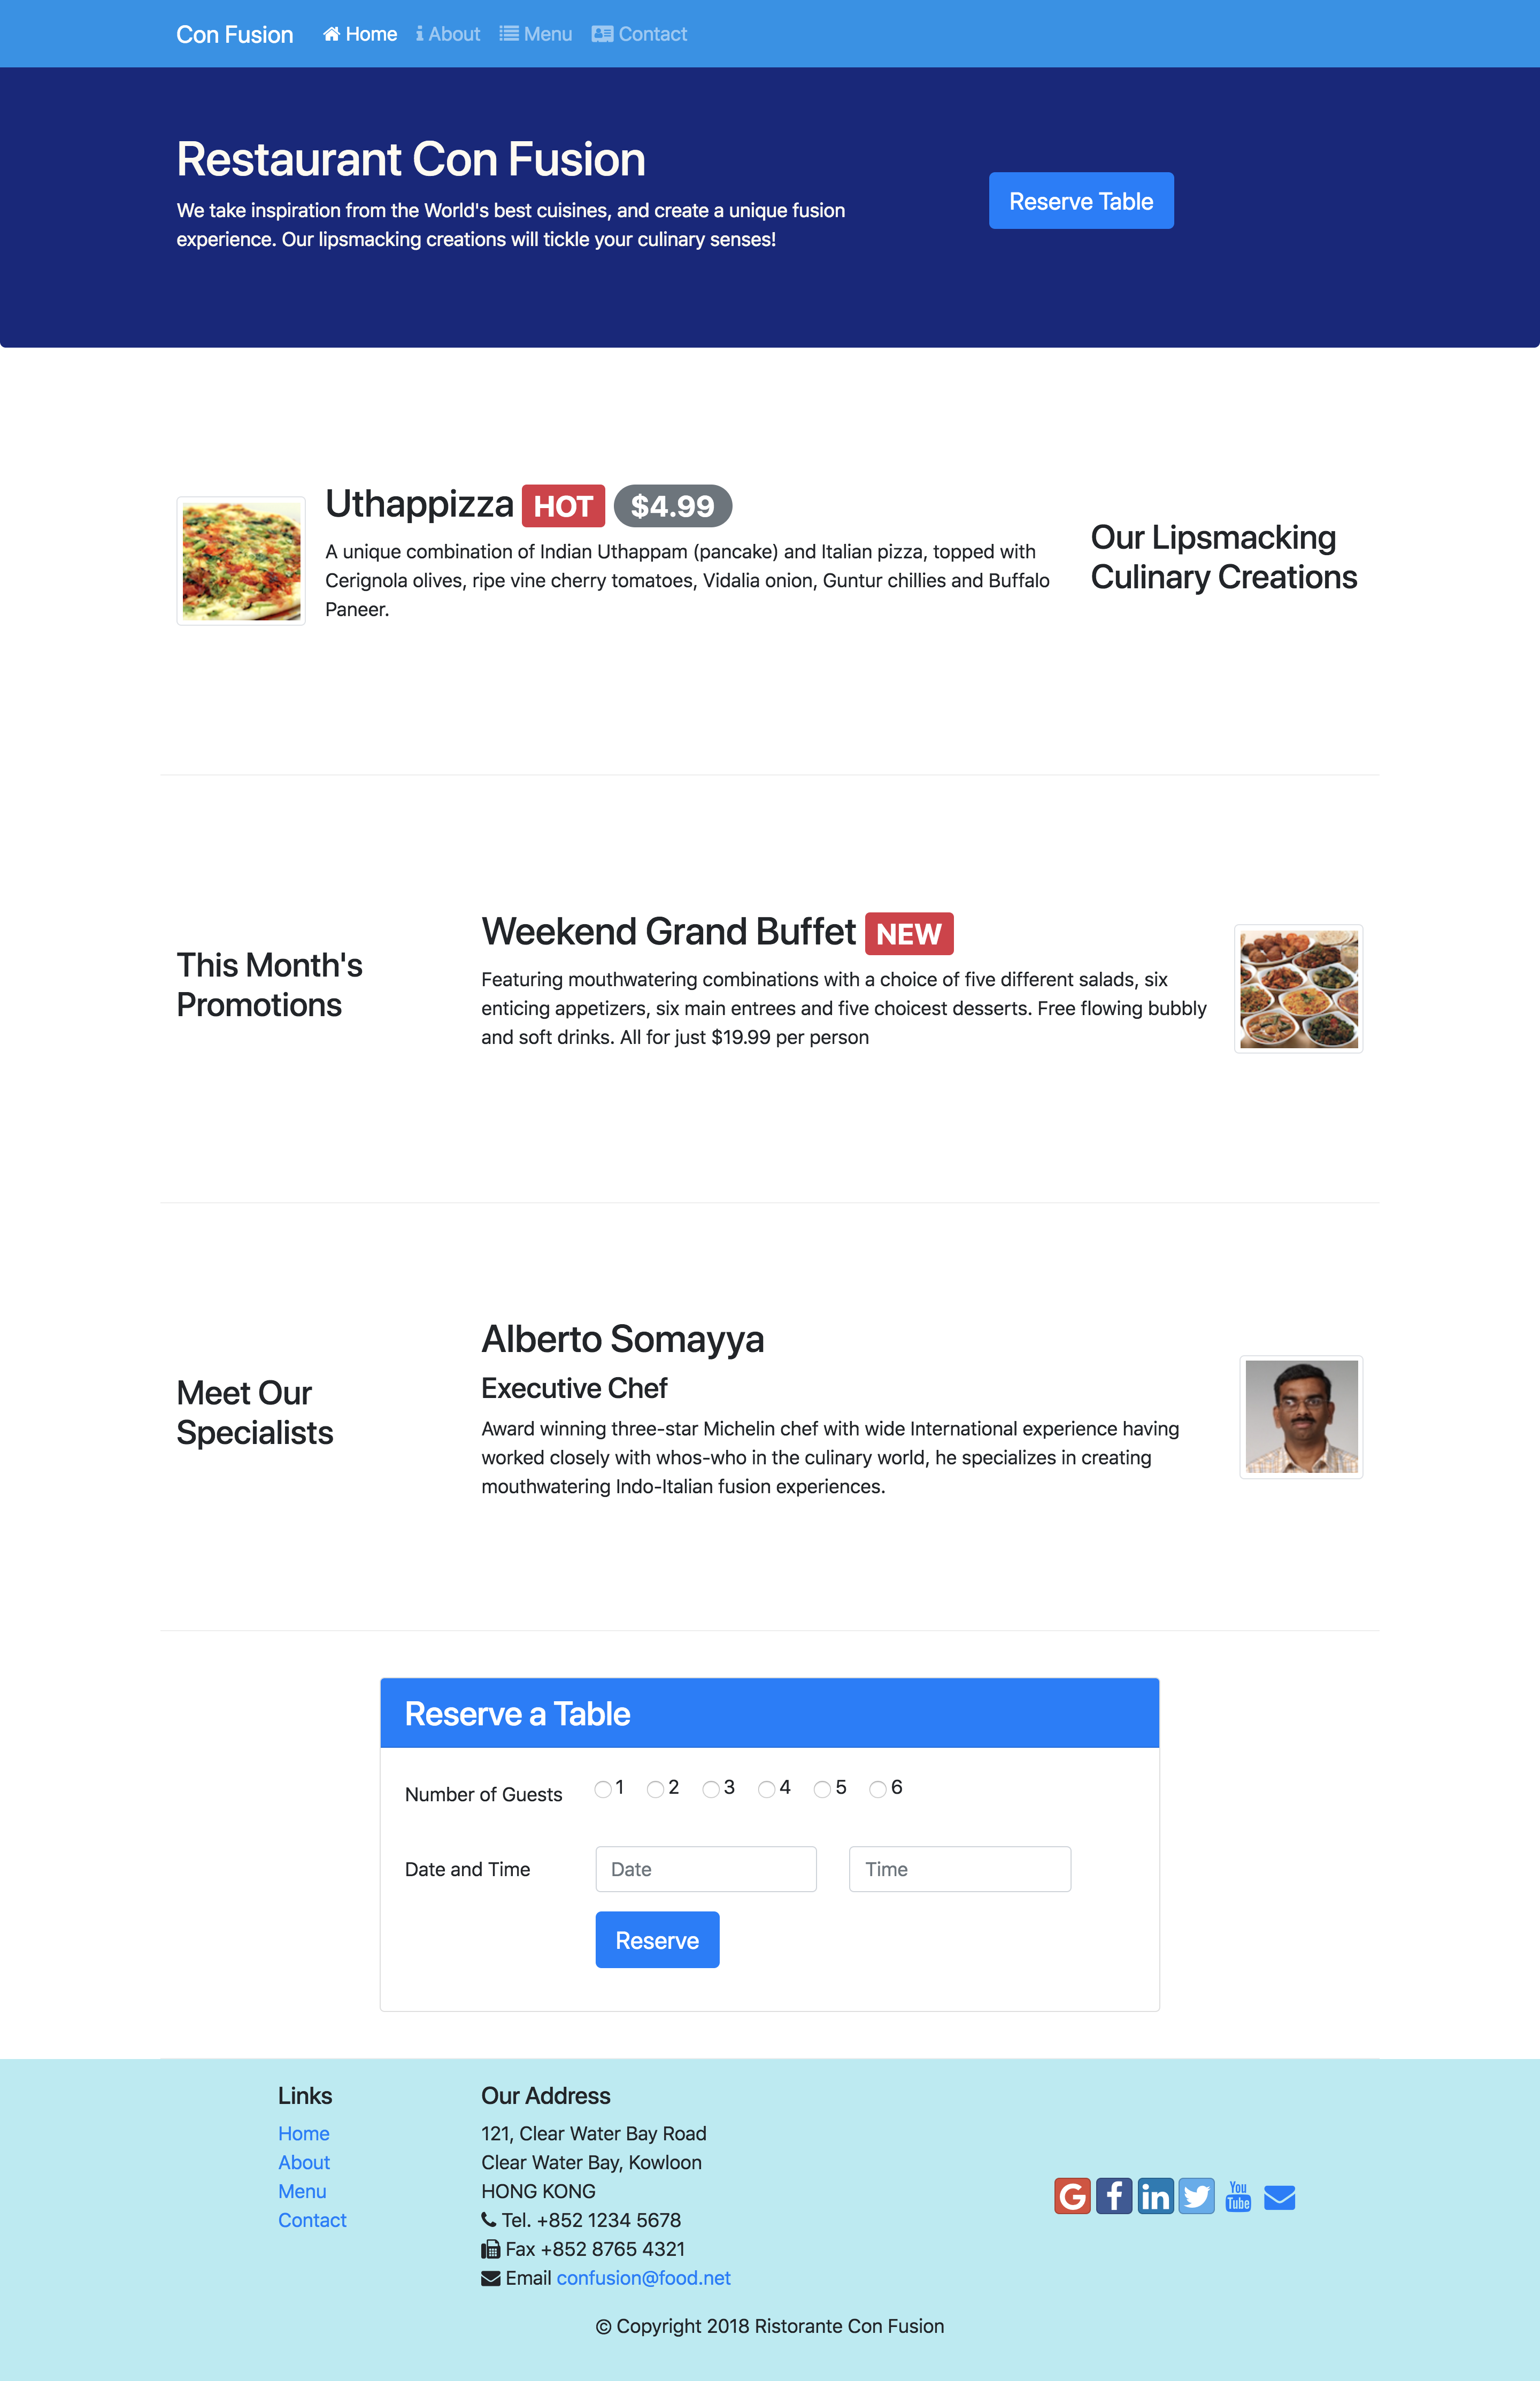 Con Fusion Home About Menu Contact
Restaurant Con Fusion
We take inspiration from the World's best cuisines, and create a unique fusion
experience. Our lipsmacking creations will tickle your culinary senses!
Reserve Table
Uthappizza HOT $4.99
A unique combination of Indian Uthappam (pancake) and Italian pizza, topped with
Cerignola olives, ripe vine cherry tomatoes, Vidalia onion, Guntur chillies and Buffalo
Paneer.
Our Lipsmacking
Culinary Creations
This Month's
Promotions
Weekend Grand Buffet NEW
Featuring mouthwatering combinations with a choice of five different salads, six
enticing appetizers, six main entrees and five choicest desserts. Free flowing bubbly
and soft drinks. All for just $19.99 per person
Meet Our
Specialists
Alberto Somayya
Executive Chef
Award winning three-star Michelin chef with wide International experience having
worked closely with whos-who in the culinary world, he specializes in creating
mouthwatering Indo-Italian fusion experiences.
Reserve a Table
Number of Guests 1 2 3 4 5 6
Date and Time Date Time
Reserve
Links
Home
About
Menu
Contact
Our Address
121, Clear Water Bay Road
Clear Water Bay, Kowloon
HONG KONG
Tel. +852 1234 5678
Fax +852 8765 4321
Email confusion@food.net
G f in You Tube
© Copyright 2018 Ristorante Con Fusion